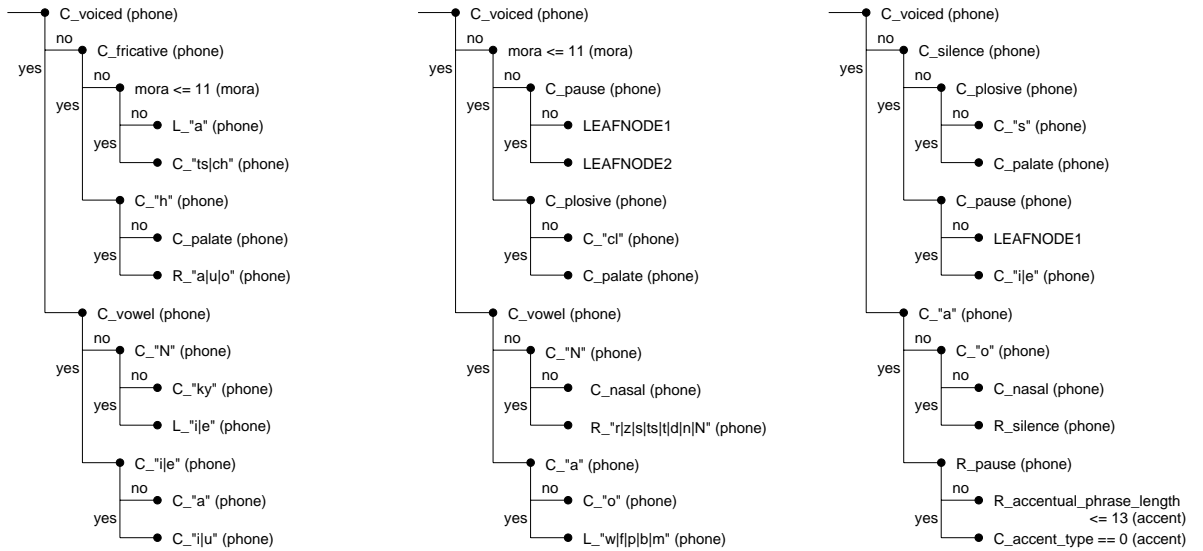 C_voiced (phone)
no
yes
C_fricative (phone)
no
yes
mora <= 11 (mora)
no
yes
L_"a" (phone)
C_"ts|ch" (phone)
C_"h" (phone)
no
yes
C_palate (phone)
R_"a|u|o" (phone)
C_vowel (phone)
no
yes
C_"N" (phone)
no
yes
C_"ky" (phone)
L_"i|e" (phone)
C_"i|e" (phone)
no
yes
C_"a" (phone)
C_"i|u" (phone)
C_voiced (phone)
no
yes
mora <= 11 (mora)
no
yes
C_pause (phone)
no
yes
LEAFNODE1
LEAFNODE2
C_plosive (phone)
no
yes
C_"cl" (phone)
C_palate (phone)
C_vowel (phone)
no
yes
C_"N" (phone)
no
yes
C_nasal (phone)
R_"r|z|s|ts|t|d|n|N" (phone)
C_"a" (phone)
no
yes
C_"o" (phone)
L_"w|f|p|b|m" (phone)
C_voiced (phone)
no
yes
C_silence (phone)
no
yes
C_plosive (phone)
no
yes
C_"s" (phone)
C_palate (phone)
C_pause (phone)
no
yes
LEAFNODE1
C_"i|e" (phone)
C_"a" (phone)
no
yes
C_"o" (phone)
no
yes
C_nasal (phone)
R_silence (phone)
R_pause (phone)
no
yes
R_accentual_phrase_length
<= 13 (accent)
C_accent_type == 0 (accent)